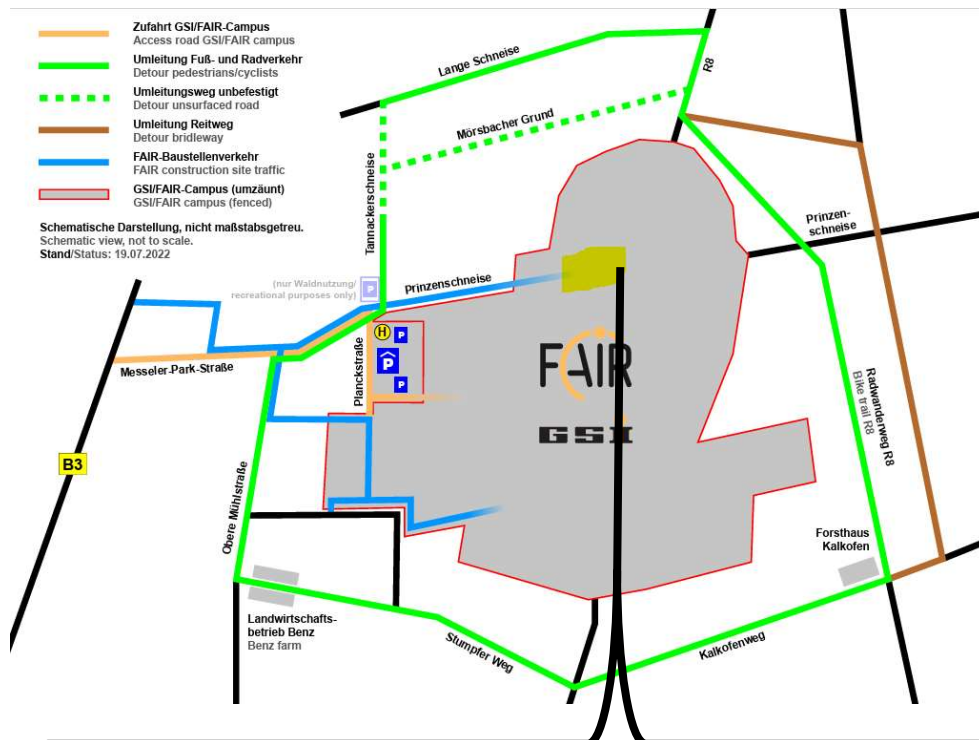 Zufahrt GSI/FAIR-Campus
Access road GSI/FAIR campus
Umleitung Fuß- und Radverkehr
Detour pedestrians/cyclists
Umleitungsweg unbefestigt
Detour unsurfaced road
Umleitung Reitweg
Detour bridleway
FAIR-Baustellenverkehr
FAIR construction site traffic
GSI/FAIR-Campus (umzäunt)
GSI/FAIR campus (fenced)
Schematische Darstellung, nicht maßstabsgetreu.
Schematic view, not to scale.
Stand/Status: 19.07.2022
Lange Schneise
R8
Mörsbacher Grund
Tannackerschneise
Prinzen-
schneise
(nur Waldnutzung/
recreational purposes only)
P
Prinzenschneise
H
P
P
P
Planckstraße
Messeler-Park-Straße
FAIR
GSI
B3
Radwanderweg R8
Bike trail R8
Obere Mühlstraße
Forsthaus
Kalkofen
Landwirtschafts-
betrieb Benz
Benz farm
Stumpfer Weg
Kalkofenweg